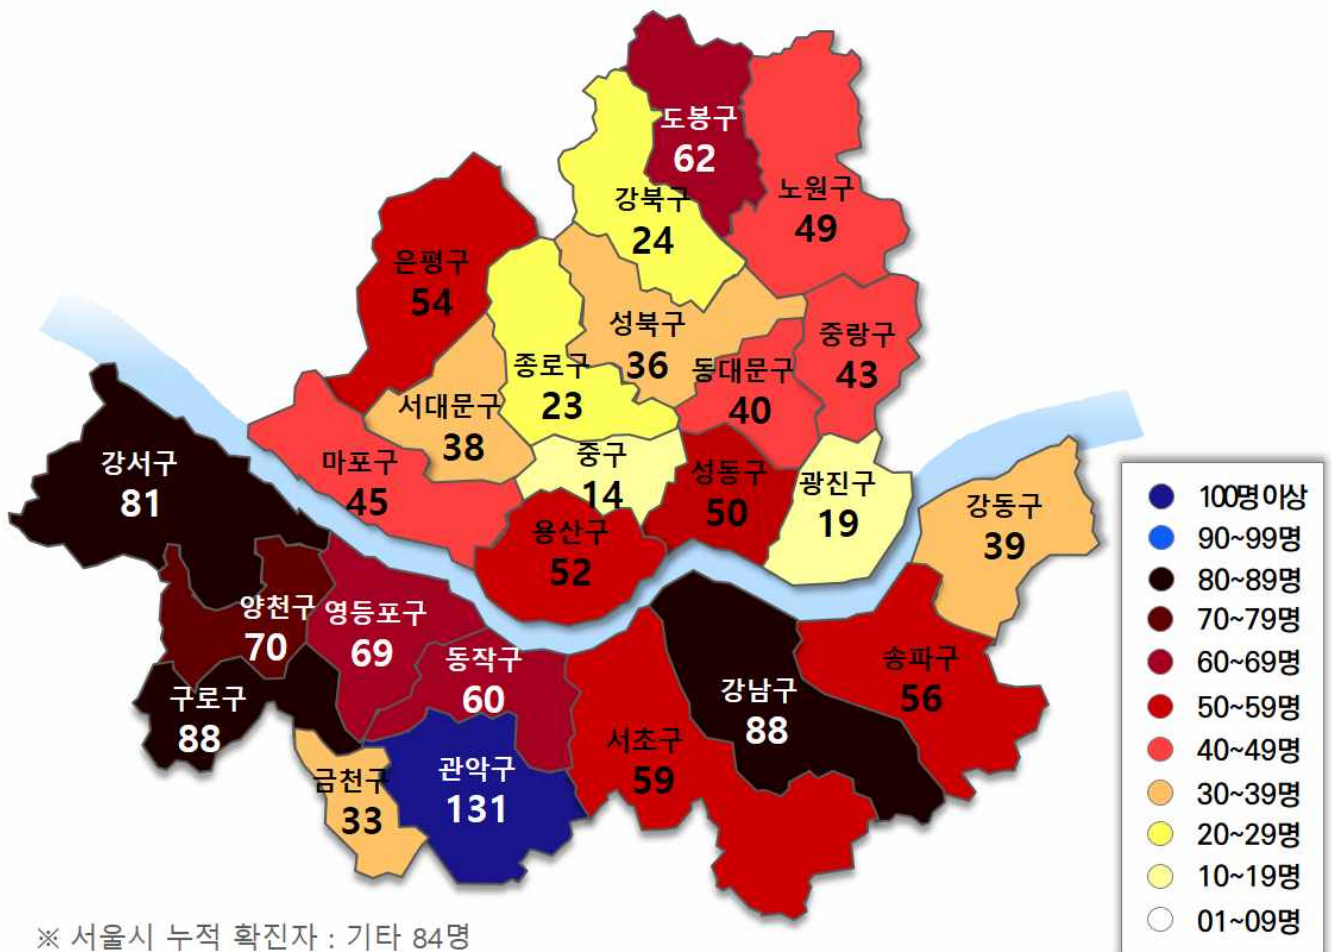 도봉구
62
강북구
24
노원구
49
은평구
54
성북구
36
중랑구
43
종로구
23
동대문구
40
서대문구
38
마포구
45
중구
14
성동구
50
광진구
19
강동구
39
강서구
81
용산구
52
양천구
70
영등포구
69
동작구
60
송파구
56
구로구
88
강남구
88
서초구
59
금천구
33
관악구
131
100명 이상
90~99명
80~89명
70~79명
60~69명
50~59명
40~49명
30~39명
20~29명
10~19명
01~09명
※ 서울시 누적 확진자 : 기타 84명